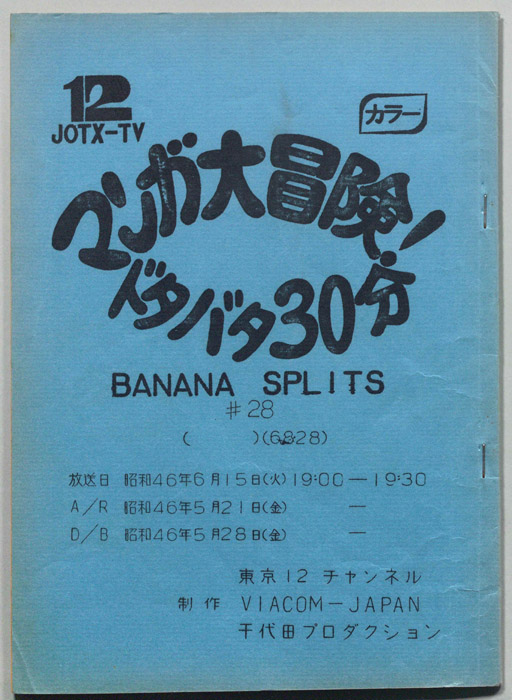 12
JOTX-TV
カラー
マンガ大冒険!
ドタバタ30分
BANANA SPLITS
#28
( )(6828)
放送日 昭和46年6月15日(火)19:00—19:30
A/R 昭和46年5月21日(金) —
D/B 昭和46年5月28日(金) —
東京12チャンネル
制作 VIACOM-JAPAN
千代田プロダクション